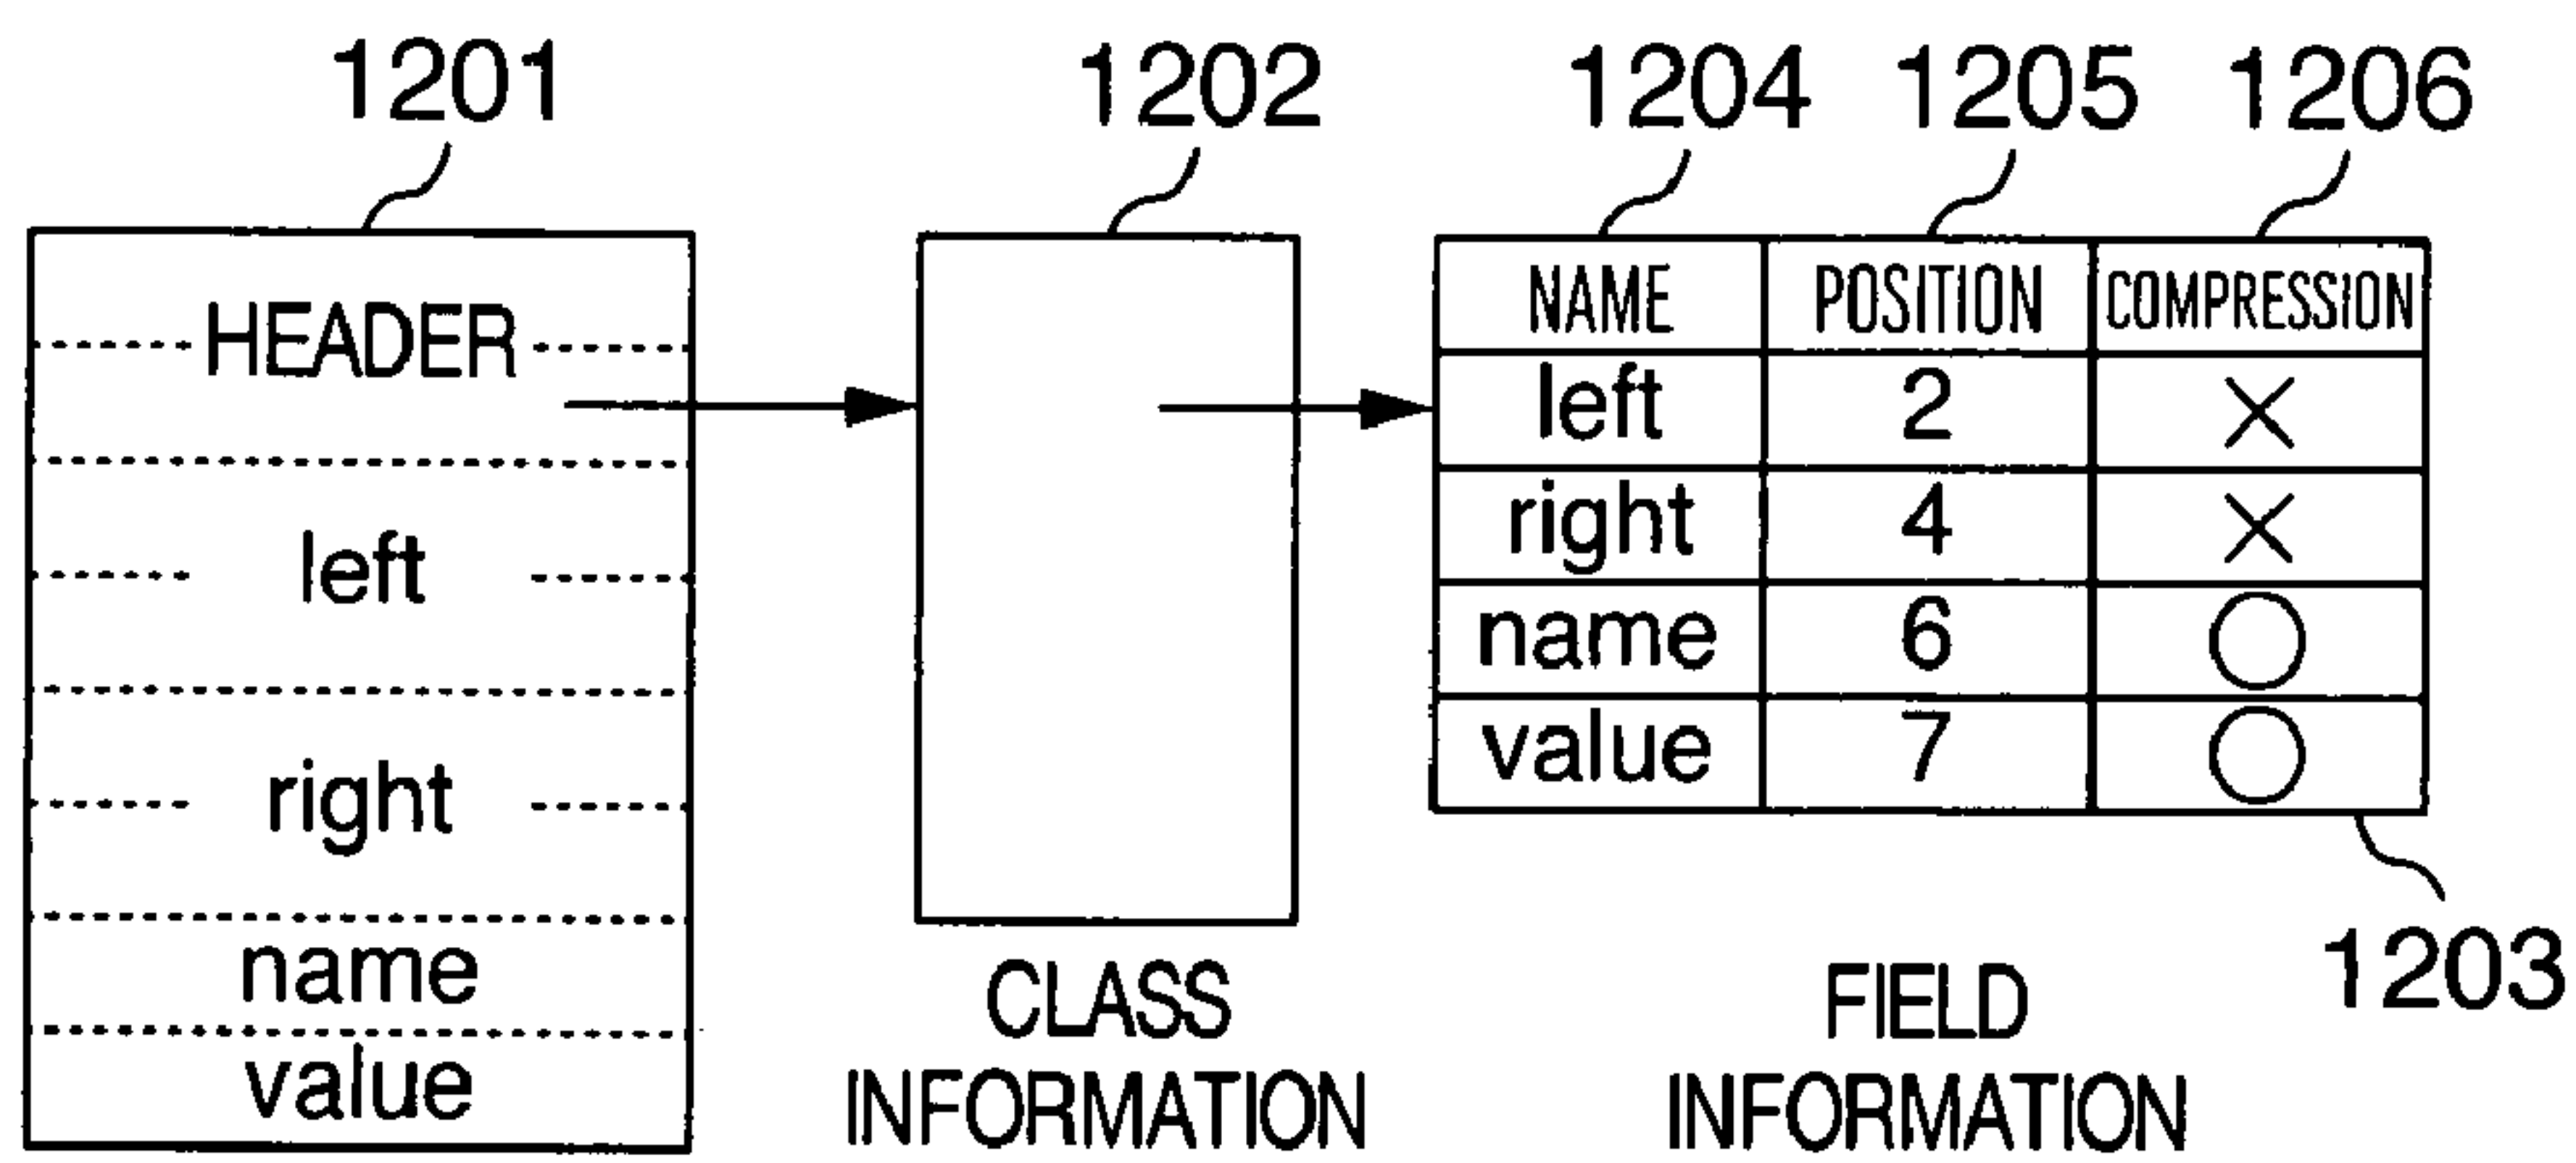 1201 1202 1204 1205 1206
HEADER
left
right
name
value
CLASS
INFORMATION
NAME POSITION COMPRESSION
left 2 ×
right 4 ×
name 6 ○
value 7 ○
1203
FIELD
INFORMATION